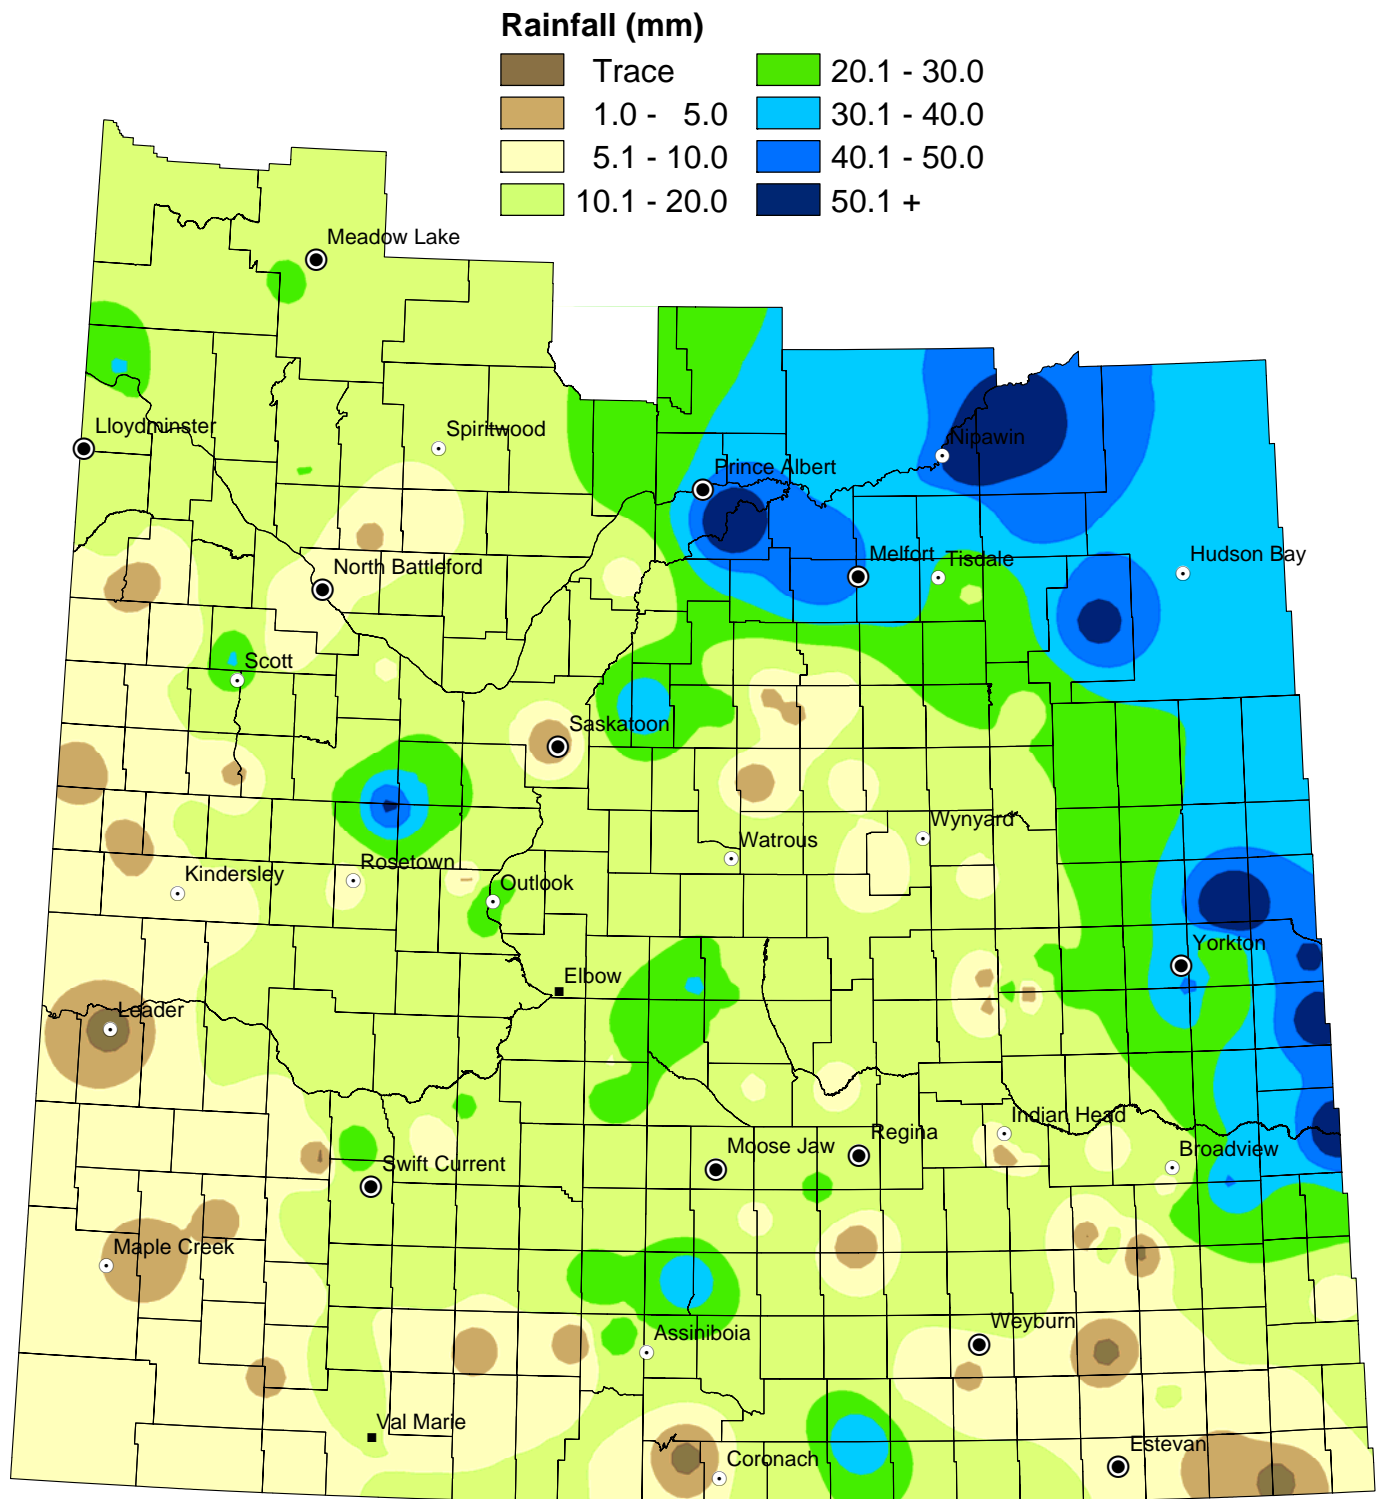 Rainfall (mm)
Trace
20.1 - 30.0
1.0 - 5.0
30.1 - 40.0
5.1 - 10.0
40.1 - 50.0
10.1 - 20.0
50.1 +
Meadow Lake
Lloydminster
Spiritwood
Nipawin
Prince Albert
North Battleford
Melfort
Tisdale
Hudson Bay
Scott
Saskatoon
Wynyard
Watrous
Rosetown
Kindersley
Outlook
Yorkton
Elbow
Leader
Indian Head
Regina
Moose Jaw
Broadview
Swift Current
Maple Creek
Weyburn
Assiniboia
Val Marie
Estevan
Coronach